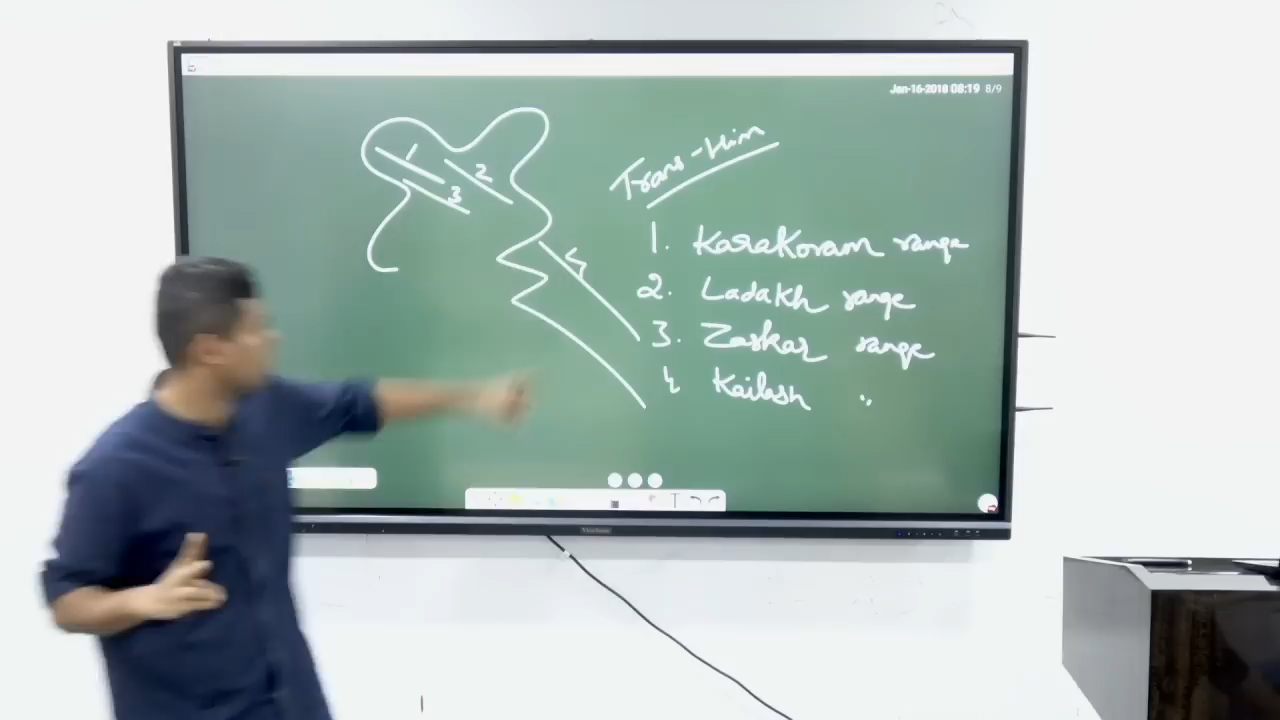 Jan-16-2018 08:19 8/9
Trans-Him
1. Karakoram range
2. Ladakh range
3. Zaskar range
4 Kailash "
1
2
3
4
ViewSonic